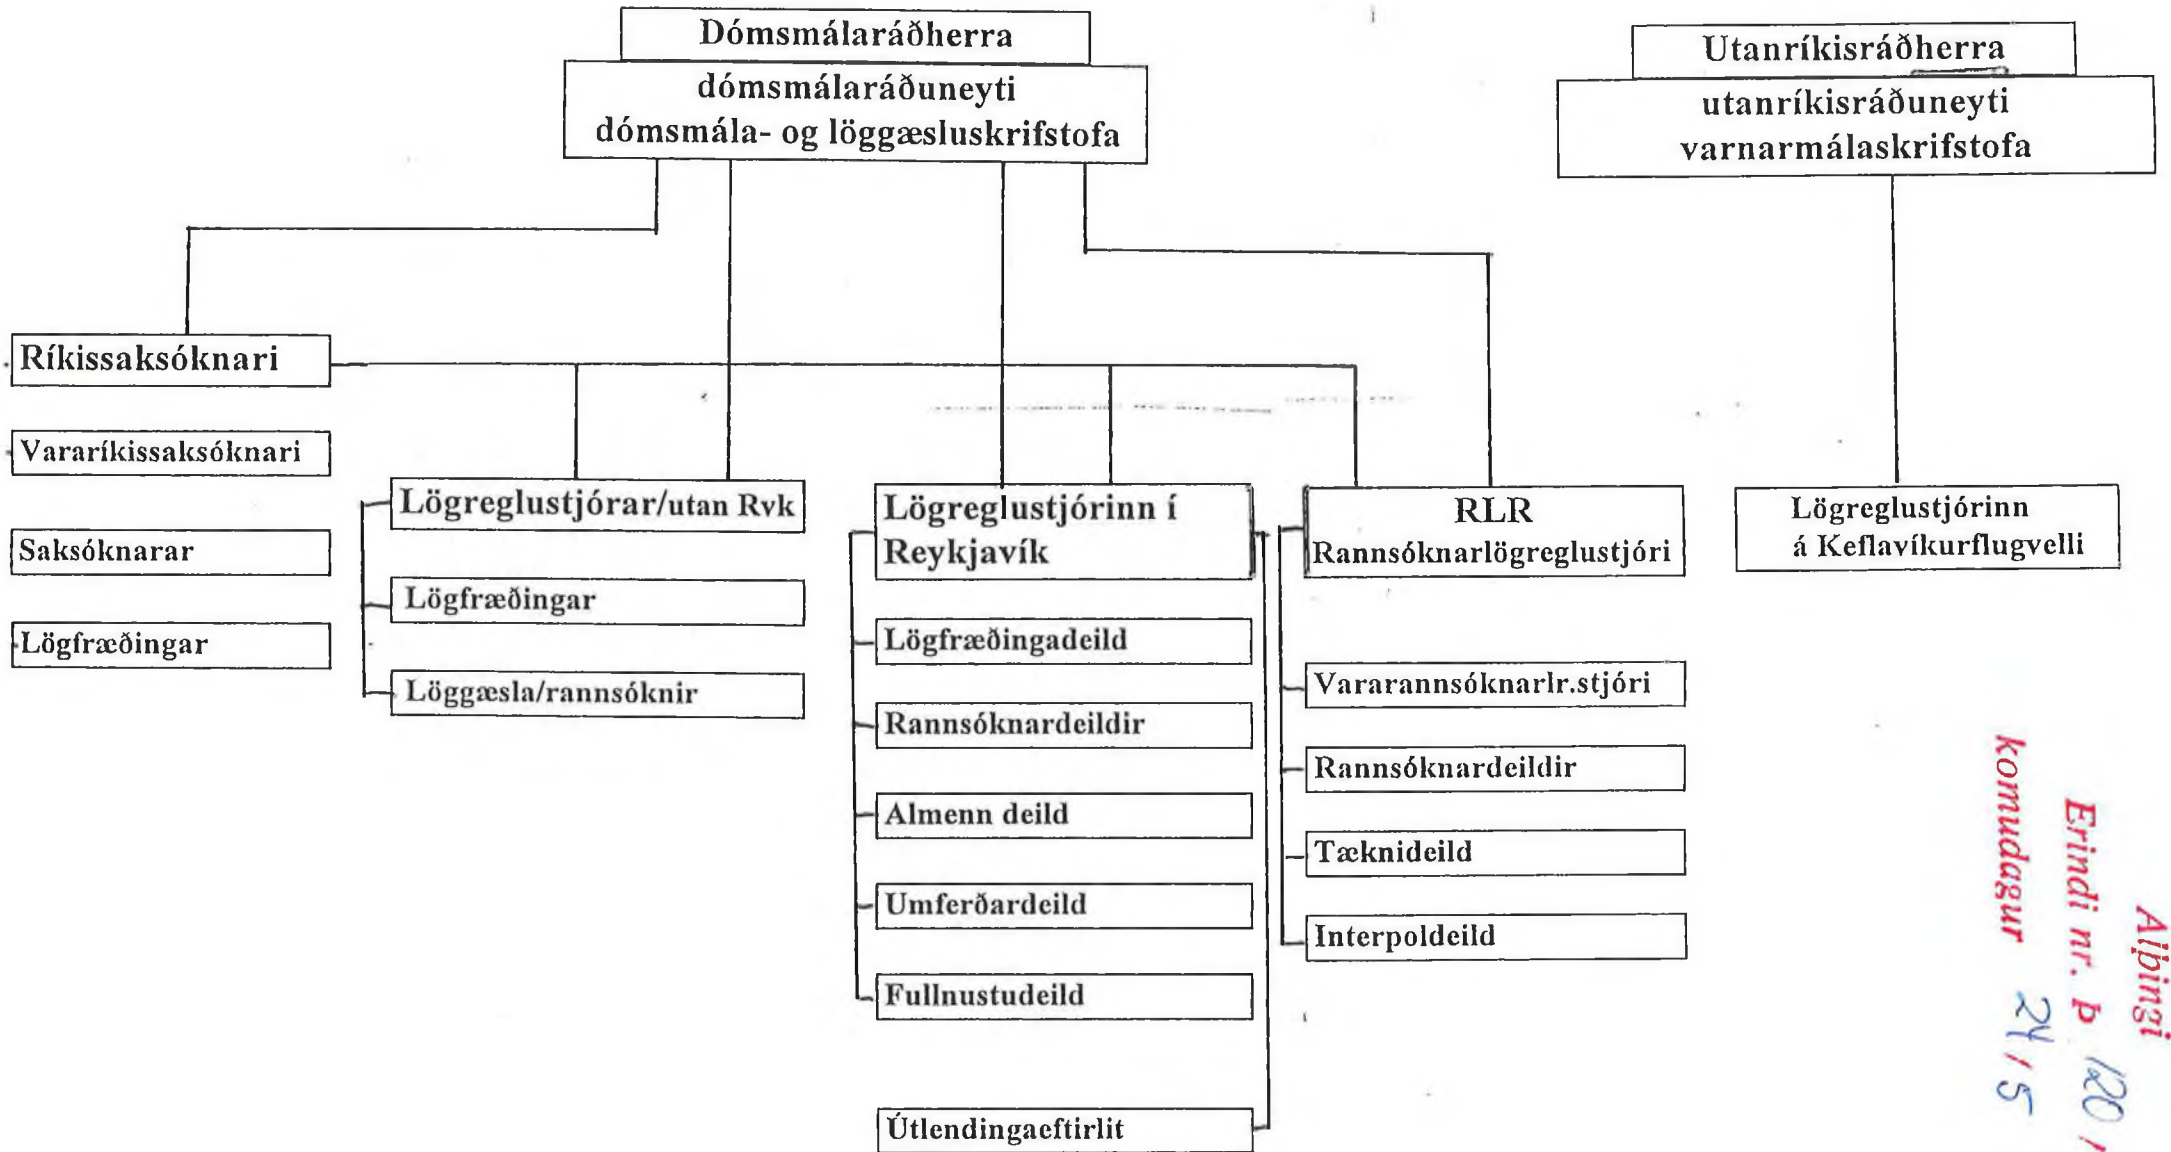 Dómsmálaráðherra
dómsmálaráðuneyti
dómsmála- og löggæsluskrifstofa
Utanríkisráðherra
utanríkisráðuneyti
varnarmálaskrifstofa
Ríkissaksóknari
Vararíkissaksóknari
Saksóknarar
Lögfræðingar
Lögreglustjórar/utan Rvk
Lögfræðingar
Löggæsla/rannsóknir
Lögreglustjórinn í
Reykjavík
Lögfræðingadeild
Rannsóknardeildir
Almenn deild
Umferðardeild
Fullnustudeild
Útlendingaeftirlit
RLR
Rannsóknarlögreglustjóri
Vararannsóknarlr.stjóri
Rannsóknardeildir
Tæknideild
Interpoldeild
Lögreglustjórinn
á Keflavíkurflugvelli
Alþingi
Erindi nr. Þ 120 /
komudagur 24 / 5